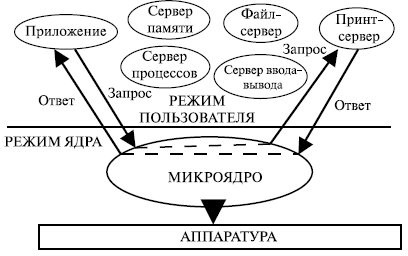 Приложение
Сервер
памяти
Файл-
сервер
Принт-
сервер
Сервер
процессов
Сервер ввода-
вывода
Запрос
Ответ
Запрос
Ответ
РЕЖИМ
ПОЛЬЗОВАТЕЛЯ
РЕЖИМ ЯДРА
МИКРОЯДРО
АППАРАТУРА